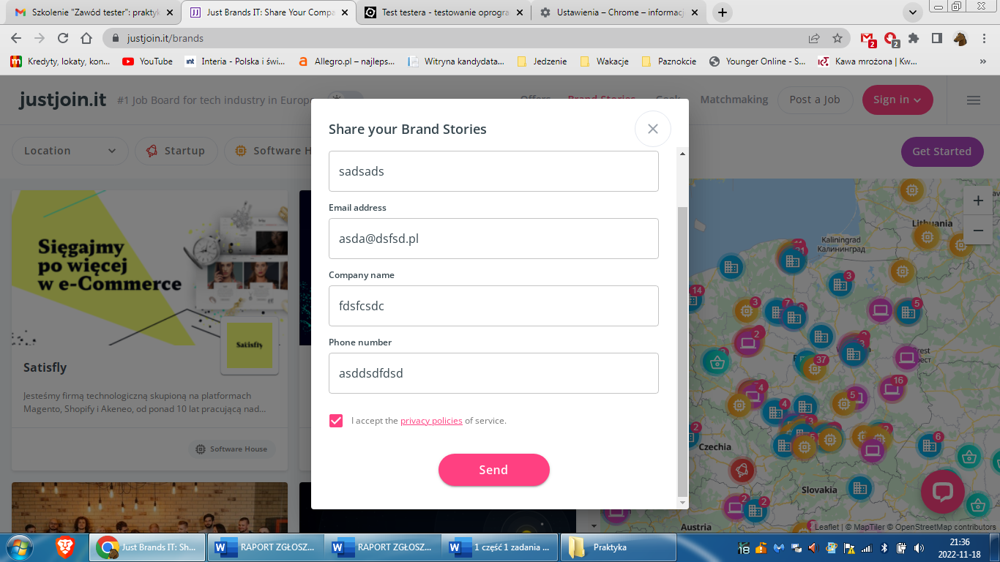 Szkolenie "Zawód tester": prakty
Just Brands IT: Share Your Compa
Test testera - testowanie oprogra
Ustawienia – Chrome – informacj
justjoin.it/brands
2
2
Kredyty, lokaty, kon...
YouTube
int
Interia - Polska i świ...
Allegro.pl – najleps...
Witryna kandydata...
Jedzenie
Wakacje
Paznokcie
Younger Online - S...
Kawa mrożona | Kw...
justjoin.it
#1 Job Board for tech industry in Europ
Offers
Brand Stories
Geek
Matchmaking
Post a Job
Sign in
Location
Startup
Software H
Get Started
Share your Brand Stories
sadsads
Email address
asda@dsfsd.pl
Company name
fdsfcsdc
Phone number
asddsdfdsd
I accept the privacy policies of service.
Send
Sięgajmy
po więcej
w e-Commerce
Satisfly
Satisfly
Jesteśmy firmą technologiczną skupioną na platformach
Magento, Shopify i Akeneo, od ponad 10 lat pracującą nad...
Software House
+
−
Lithuania
Kaliningrad
Калининград
14
3
3
7
5
2
37
16
4
5
4
3
2
6
2
2
Czechia
Slovakia
Austria
Leaflet | © MapTiler © OpenStreetMap contributors
Just Brands IT: Sh...
RAPORT ZGŁOSZ...
RAPORT ZGŁOSZ...
1 część 1 zadania ...
Praktyka
18
21:36
2022-11-18